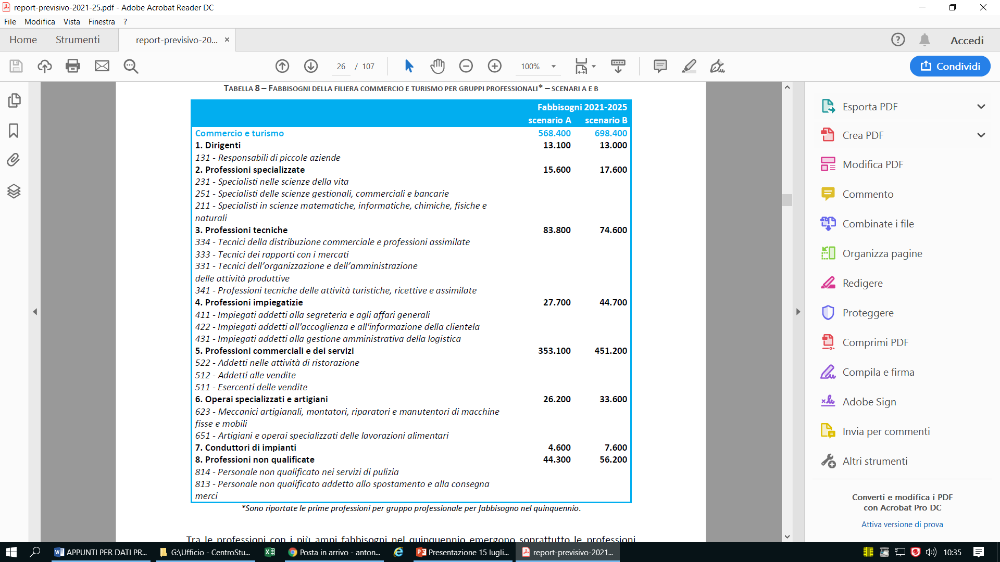 report-previsivo-2021-25.pdf - Adobe Acrobat Reader DC
File Modifica Vista Finestra ?
Home Strumenti report-previsivo-20... × Accedi
26 / 107 100% Condividi
TABELLA 8 – FABBISOGNI DELLA FILIERA COMMERCIO E TURISMO PER GRUPPI PROFESSIONALI* – SCENARI A E B
Fabbisogni 2021-2025
scenario A scenario B
Commercio e turismo 568.400 698.400
1. Dirigenti 13.100 13.000
131 - Responsabili di piccole aziende
2. Professioni specializzate 15.600 17.600
231 - Specialisti nelle scienze della vita
251 - Specialisti delle scienze gestionali, commerciali e bancarie
211 - Specialisti in scienze matematiche, informatiche, chimiche, fisiche e
naturali
3. Professioni tecniche 83.800 74.600
334 - Tecnici della distribuzione commerciale e professioni assimilate
333 - Tecnici dei rapporti con i mercati
331 - Tecnici dell’organizzazione e dell’amministrazione
delle attività produttive
341 - Professioni tecniche delle attività turistiche, ricettive e assimilate
4. Professioni impiegatizie 27.700 44.700
411 - Impiegati addetti alla segreteria e agli affari generali
422 - Impiegati addetti all'accoglienza e all'informazione della clientela
431 - Impiegati addetti alla gestione amministrativa della logistica
5. Professioni commerciali e dei servizi 353.100 451.200
522 - Addetti nelle attività di ristorazione
512 - Addetti alle vendite
511 - Esercenti delle vendite
6. Operai specializzati e artigiani 26.200 33.600
623 - Meccanici artigianali, montatori, riparatori e manutentori di macchine
fisse e mobili
651 - Artigiani e operai specializzati delle lavorazioni alimentari
7. Conduttori di impianti 4.600 7.600
8. Professioni non qualificate 44.300 56.200
814 - Personale non qualificato nei servizi di pulizia
813 - Personale non qualificato addetto allo spostamento e alla consegna
merci
*Sono riportate le prime professioni per gruppo professionale per fabbisogno nel quinquennio.
Tra le professioni con i più ampi fabbisogni nel quinquennio emergono soprattutto le professioni
Esporta PDF
Crea PDF
Modifica PDF
Commento
Combinate i file
Organizza pagine
Redigere
Proteggere
Comprimi PDF
Compila e firma
Adobe Sign
Invia per commenti
Altri strumenti
Converti e modifica i PDF
con Acrobat Pro DC
Attiva versione di prova
APPUNTI PER DATI PR... G:\Ufficio - CentroStu... Posta in arrivo - anton... Presentazione 15 lugli... report-previsivo-2021... 10:35